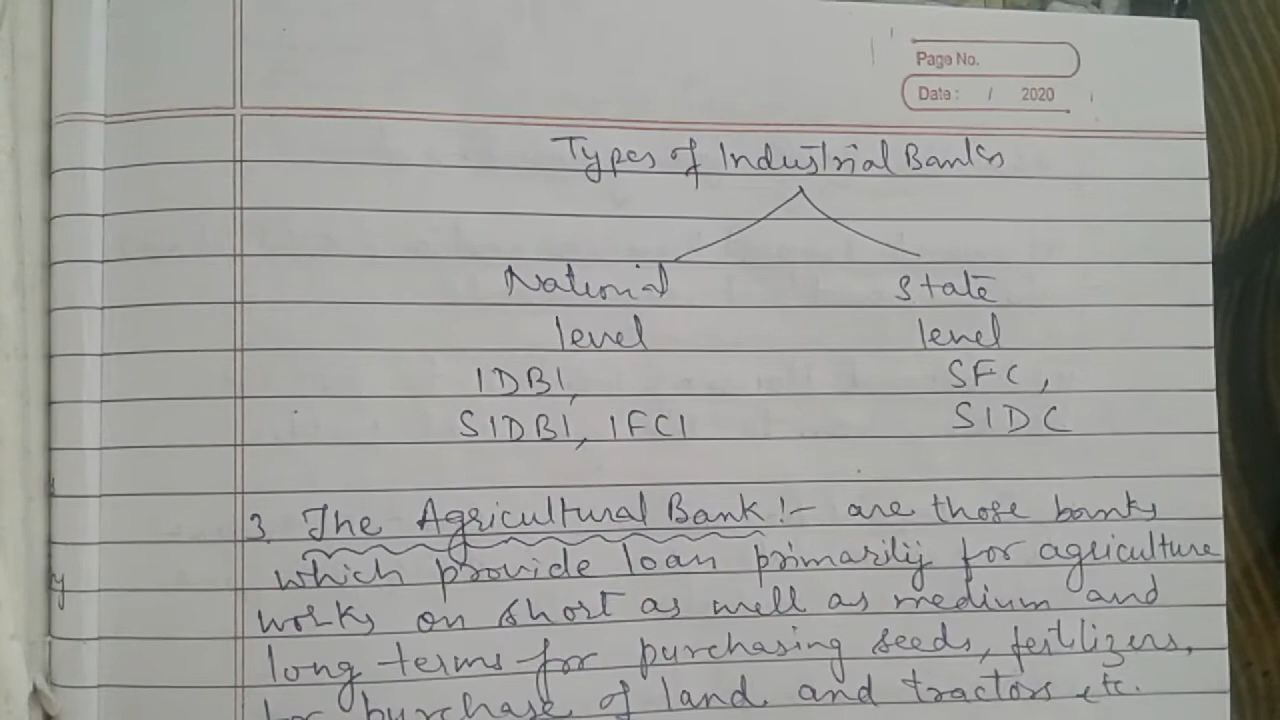 Page No.
Date : / 2020
Types of Industrial Banks
National State
level level
IDBI, SFC,
SIDBI, IFCI SIDC
3. The Agricultural Bank :- are those banks
which provide loan primarily for agriculture
works on short as well as medium and
long terms for purchasing seeds, fertilizers,
for purchase of land and tractors etc.
y